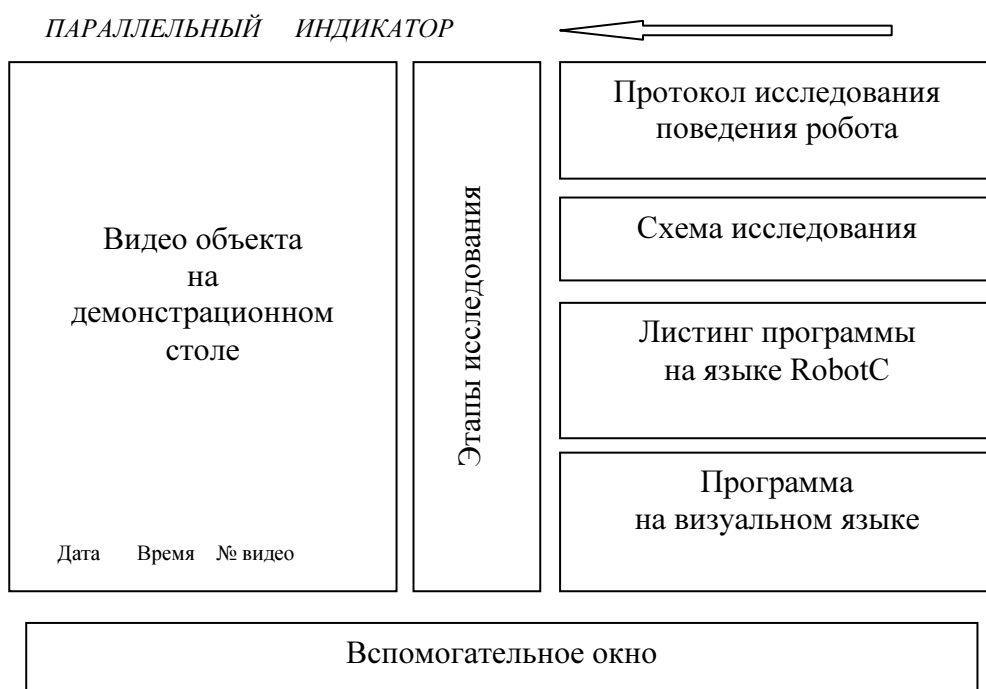 ПАРАЛЛЕЛЬНЫЙ ИНДИКАТОР
Видео объекта
на
демонстрационном
столе
Дата Время № видео
Этапы исследования
Протокол исследования
поведения робота
Схема исследования
Листинг программы
на языке RobotC
Программа
на визуальном языке
Вспомогательное окно